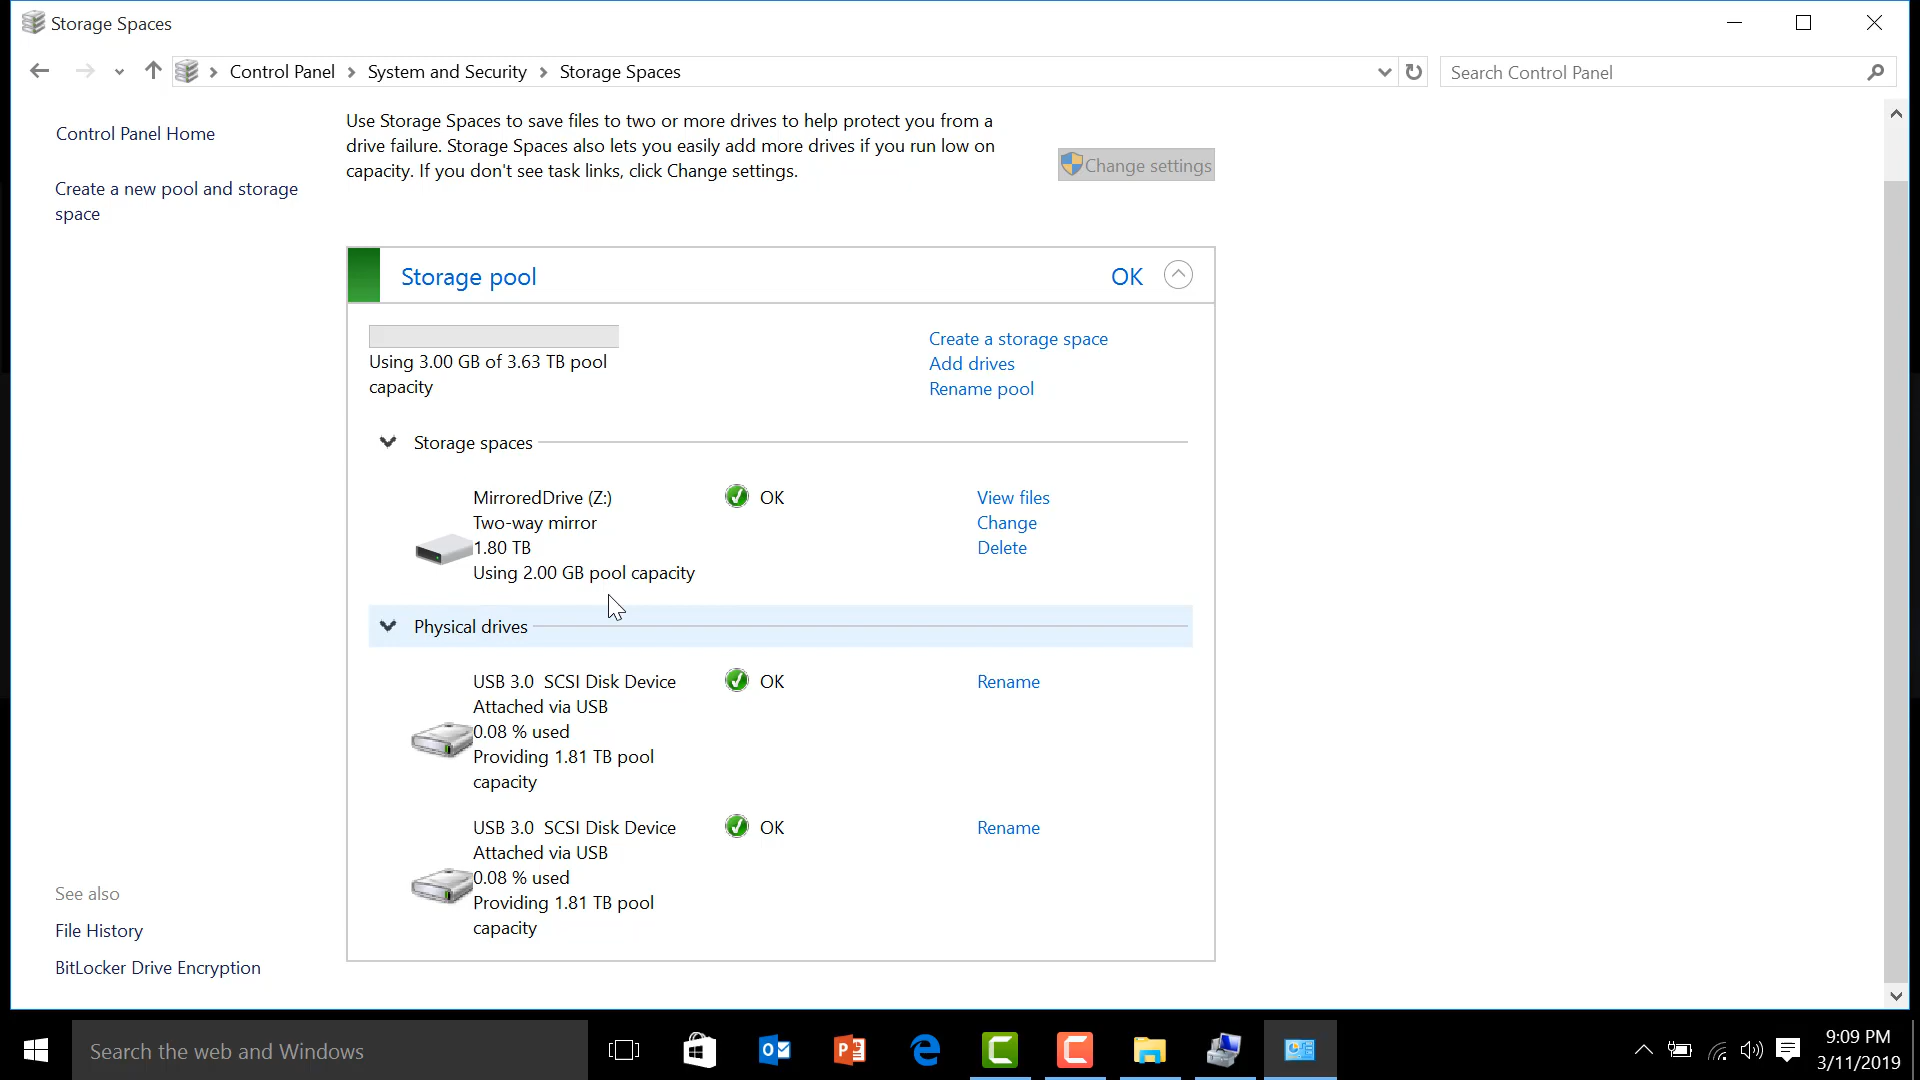 Storage Spaces
Control Panel
System and Security
Storage Spaces
Search Control Panel
Control Panel Home
Create a new pool and storage
space
Use Storage Spaces to save files to two or more drives to help protect you from a
drive failure. Storage Spaces also lets you easily add more drives if you run low on
capacity. If you don't see task links, click Change settings.
Change settings
Storage pool
OK
Using 3.00 GB of 3.63 TB pool
capacity
Create a storage space
Add drives
Rename pool
Storage spaces
MirroredDrive (Z:)
Two-way mirror
1.80 TB
Using 2.00 GB pool capacity
OK
View files
Change
Delete
Physical drives
USB 3.0  SCSI Disk Device
Attached via USB
0.08 % used
Providing 1.81 TB pool
capacity
OK
Rename
USB 3.0  SCSI Disk Device
Attached via USB
0.08 % used
Providing 1.81 TB pool
capacity
OK
Rename
See also
File History
BitLocker Drive Encryption
Search the web and Windows
9:09 PM
3/11/2019